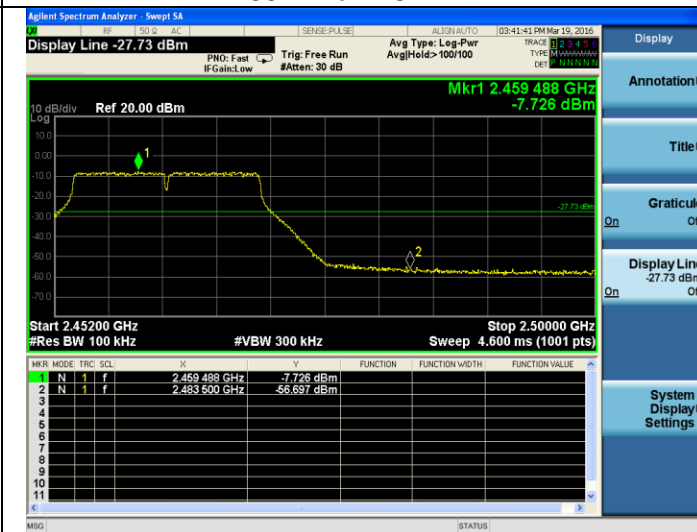 Agilent Spectrum Analyzer - Swept SA
LXI RF 50 Ω AC SENSE:PULSE ALIGN AUTO 03:41:41 PM Mar 19, 2016
Display Line -27.73 dBm
PNO: Fast
IFGain:Low
Trig: Free Run
#Atten: 30 dB
Avg Type: Log-Pwr
Avg|Hold:> 100/100
TRACE 1 2 3 4 5 6
TYPE M
DET P N N N N N
Mkr1 2.459 488 GHz
-7.726 dBm
10 dB/div Ref 20.00 dBm
Log
10.0
0.00
-10.0
-20.0
-30.0
-40.0
-50.0
-60.0
-70.0
1
2
-27.73 dBm
Start 2.45200 GHz Stop 2.50000 GHz
#Res BW 100 kHz #VBW 300 kHz Sweep 4.600 ms (1001 pts)
MKR MODE TRC SCL X Y FUNCTION FUNCTION WIDTH FUNCTION VALUE
1 N 1 f 2.459 488 GHz -7.726 dBm
2 N 1 f 2.483 500 GHz -56.697 dBm
3
4
5
6
7
8
9
10
11
MSG STATUS
Display
Annotation
Title
Graticule
On Of
Display Line
-27.73 dBm
On Of
System
Display
Settings